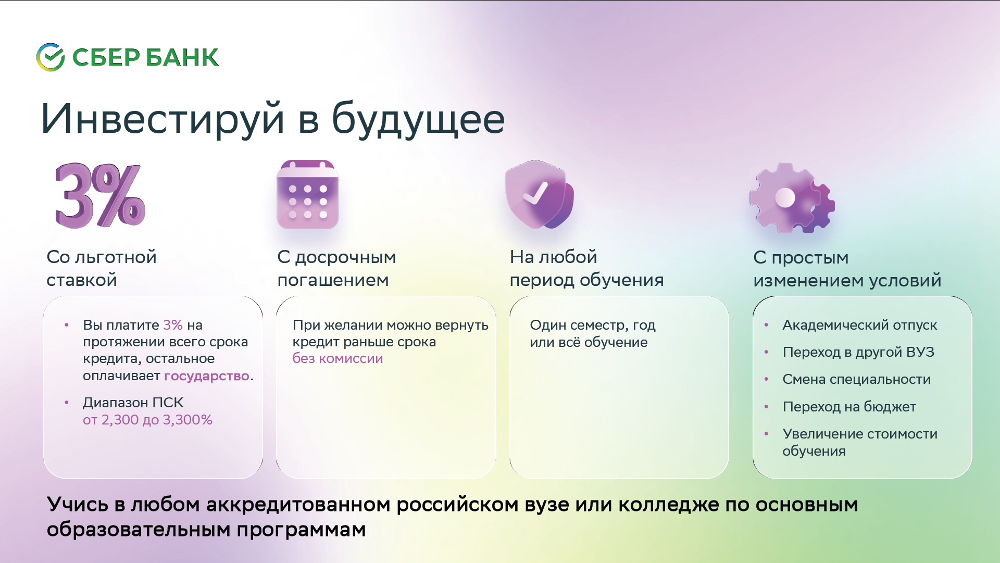 СБЕР БАНК
Инвестируй в будущее
3%
Со льготной
ставкой
Вы платите 3% на
протяжении всего срока
кредита, остальное
оплачивает государство.
Диапазон ПСК
от 2,300 до 3,300%
С досрочным
погашением
При желании можно вернуть
кредит раньше срока
без комиссии
На любой
период обучения
Один семестр, год
или всё обучение
С простым
изменением условий
Академический отпуск
Переход в другой ВУЗ
Смена специальности
Переход на бюджет
Увеличение стоимости
обучения
Учись в любом аккредитованном российском вузе или колледже по основным
образовательным программам